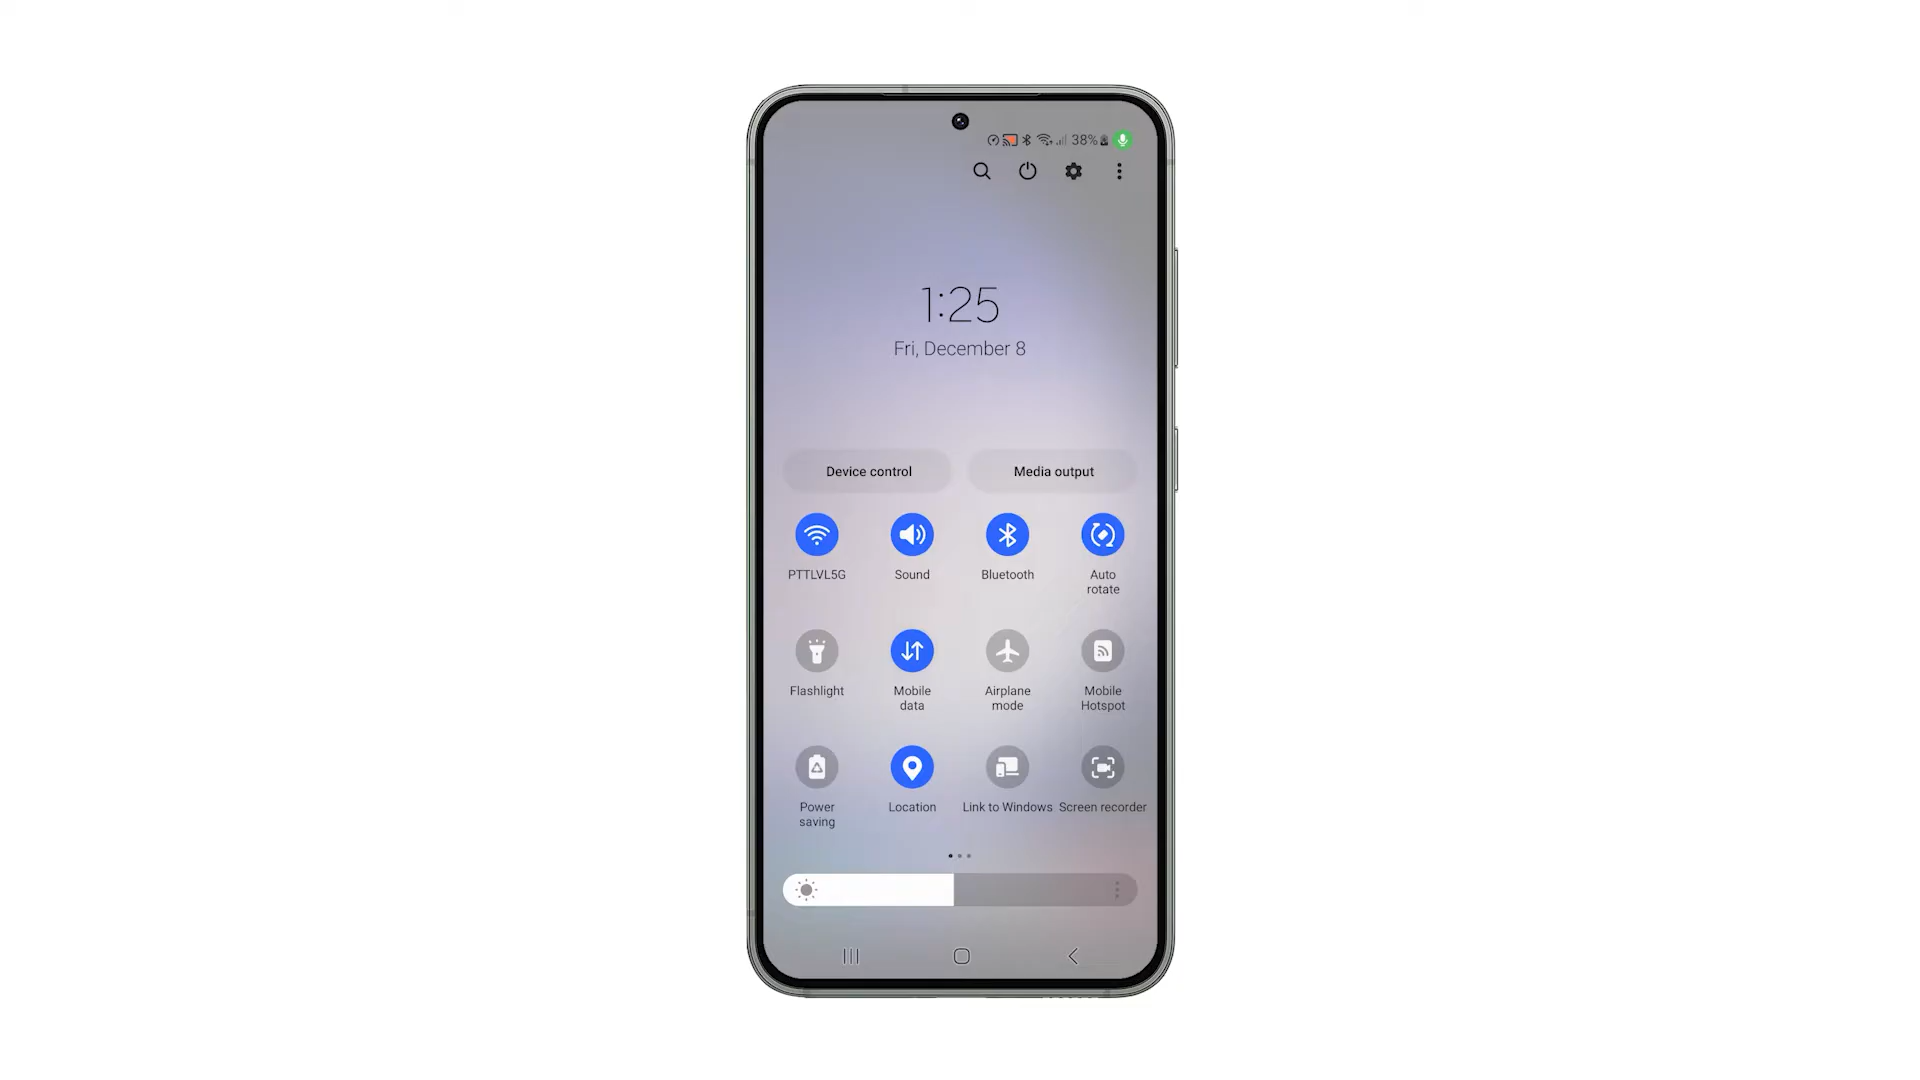 38%
1:25
Fri, December 8
Device control
Media output
PTTLVL5G
Sound
Bluetooth
Auto
rotate
Flashlight
Mobile
data
Airplane
mode
Mobile
Hotspot
Power
saving
Location
Link to Windows
Screen recorder